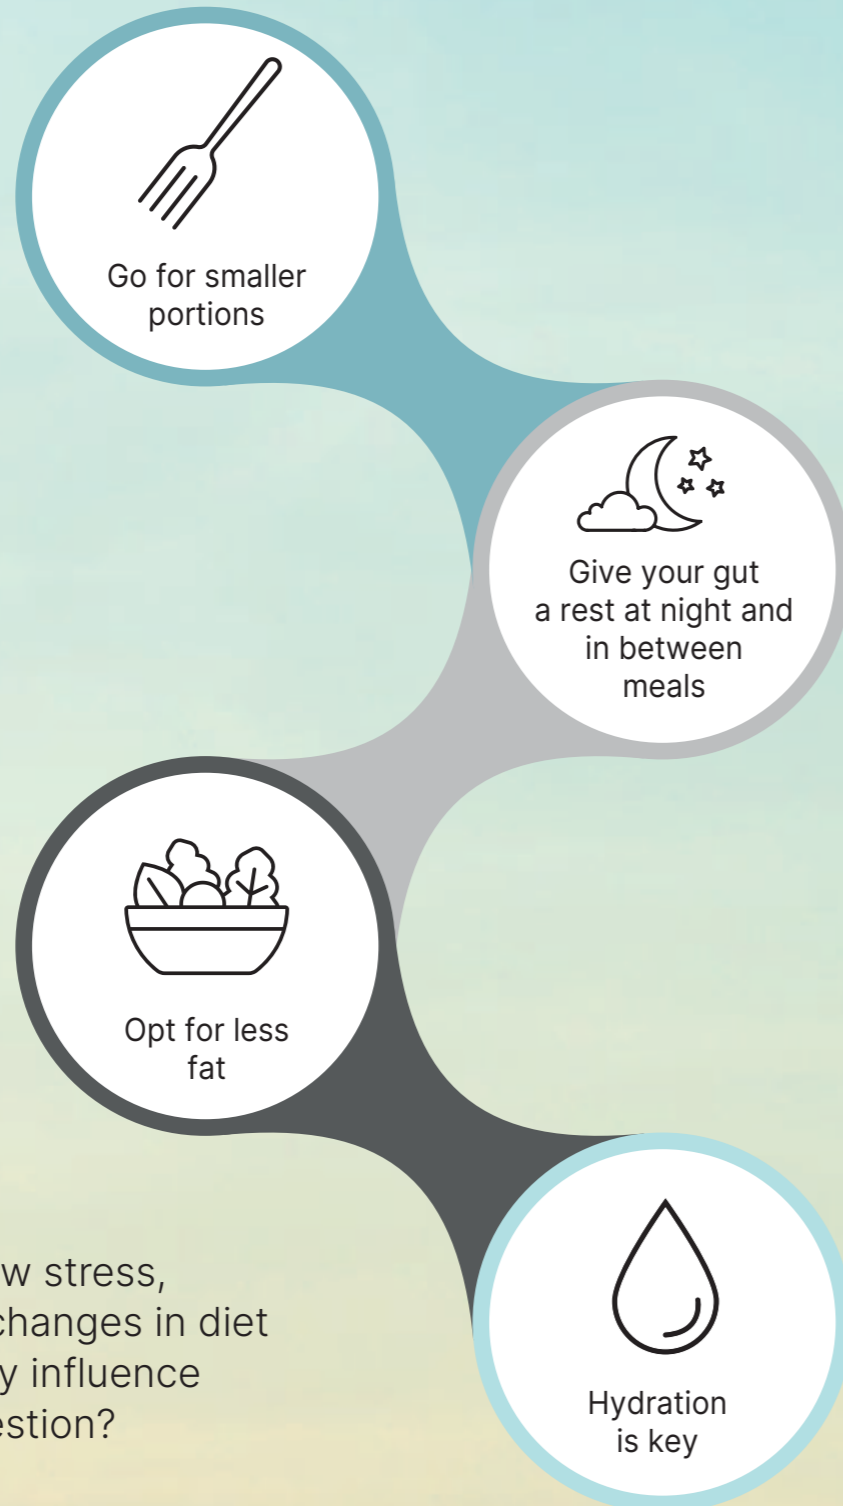 Go for smaller
portions
Give your gut
a rest at night and
in between
meals
Opt for less
fat
stress,
changes in diet
influence
Hydration
is key